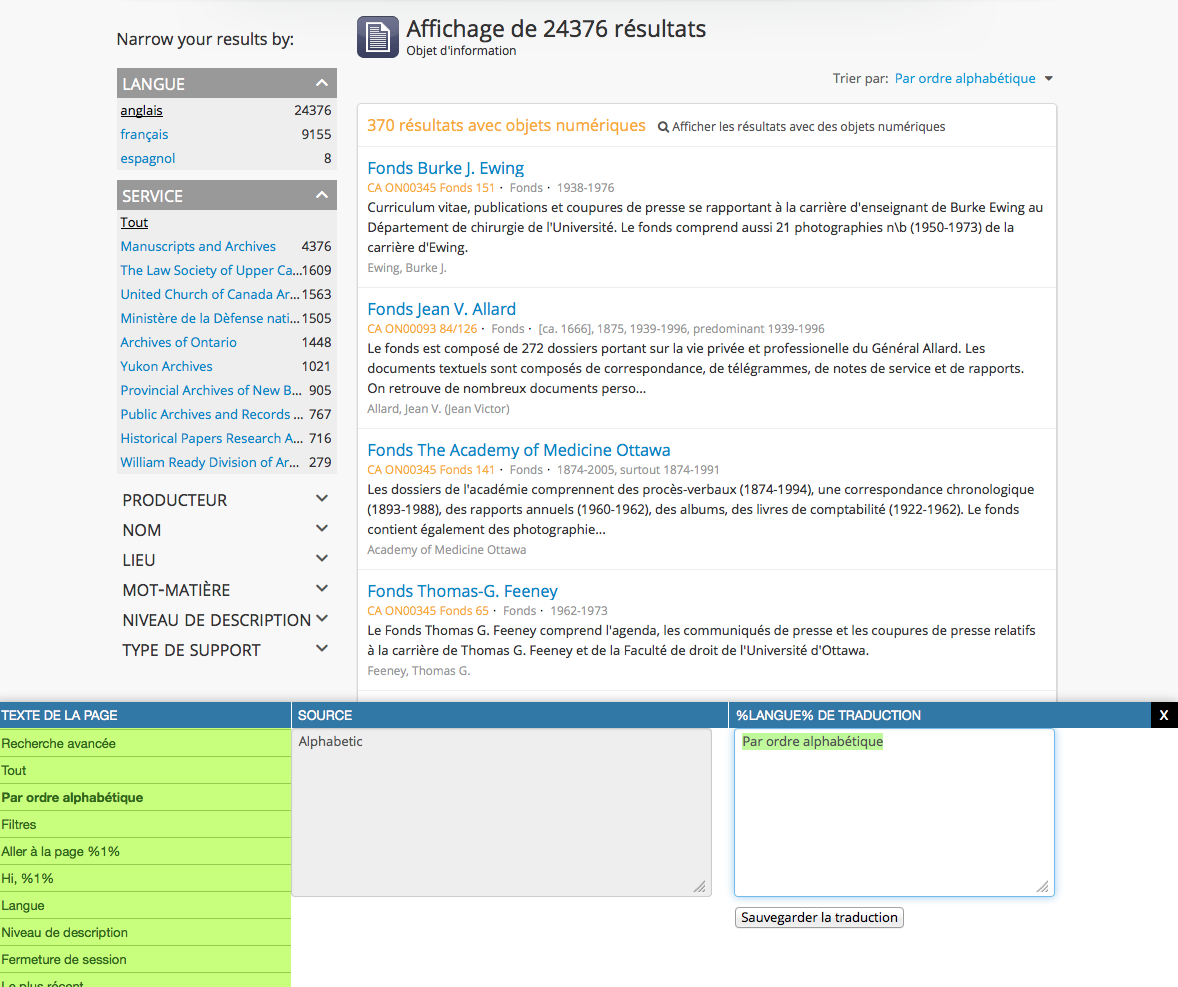 Narrow your results by:
LANGUE
anglais 24376
français 9155
espagnol 8
SERVICE
Tout
Manuscripts and Archives 4376
The Law Society of Upper Ca... 1609
United Church of Canada Ar... 1563
Ministère de la Dèfense nati... 1505
Archives of Ontario 1448
Yukon Archives 1021
Provincial Archives of New B... 905
Public Archives and Records ... 767
Historical Papers Research A... 716
William Ready Division of Ar... 279
PRODUCTEUR
NOM
LIEU
MOT-MATIÈRE
NIVEAU DE DESCRIPTION
TYPE DE SUPPORT
Affichage de 24376 résultats
Objet d'information
Trier par: Par ordre alphabétique
370 résultats avec objets numériques Afficher les résultats avec des objets numériques
Fonds Burke J. Ewing
CA ON00345 Fonds 151 · Fonds · 1938-1976
Curriculum vitae, publications et coupures de presse se rapportant à la carrière d'enseignant de Burke Ewing au
Département de chirurgie de l'Université. Le fonds comprend aussi 21 photographies n\b (1950-1973) de la
carrière d'Ewing.
Ewing, Burke J.
Fonds Jean V. Allard
CA ON00093 84/126 · Fonds · [ca. 1666], 1875, 1939-1996, predominant 1939-1996
Le fonds est composé de 272 dossiers portant sur la vie privée et professionelle du Général Allard. Les
documents textuels sont composés de correspondance, de télégrammes, de notes de service et de rapports.
On retrouve de nombreux documents perso...
Allard, Jean V. (Jean Victor)
Fonds The Academy of Medicine Ottawa
CA ON00345 Fonds 141 · Fonds · 1874-2005, surtout 1874-1991
Les dossiers de l'académie comprennent des procès-verbaux (1874-1994), une correspondance chronologique
(1893-1988), des rapports annuels (1960-1962), des albums, des livres de comptabilité (1922-1962). Le fonds
contient également des photographie...
Academy of Medicine Ottawa
Fonds Thomas-G. Feeney
CA ON00345 Fonds 65 · Fonds · 1962-1973
Le Fonds Thomas G. Feeney comprend l'agenda, les communiqués de presse et les coupures de presse relatifs
à la carrière de Thomas G. Feeney et de la Faculté de droit de l'Université d'Ottawa.
Feeney, Thomas G.
TEXTE DE LA PAGE
Recherche avancée
Tout
Par ordre alphabétique
Filtres
Aller à la page %1%
Hi, %1%
Langue
Niveau de description
Fermeture de session
Le plus récent
SOURCE
Alphabetic
%LANGUE% DE TRADUCTION
X
Par ordre alphabétique
Sauvegarder la traduction